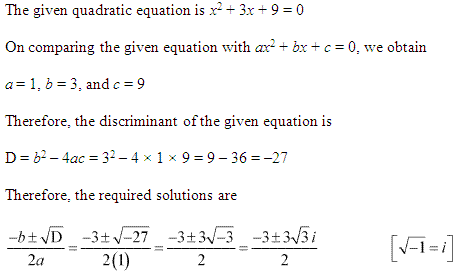 The given quadratic equation is x² + 3x + 9 = 0
On comparing the given equation with ax² + bx + c = 0, we obtain
a = 1, b = 3, and c = 9
Therefore, the discriminant of the given equation is
D = b² – 4ac = 3² – 4 × 1 × 9 = 9 – 36 = –27
Therefore, the required solutions are
(–b ± √D)/2a = (–3 ± √–27)/2(1) = (–3 ± 3√–3)/2 = (–3 ± 3√3 i)/2 [√–1 = i]